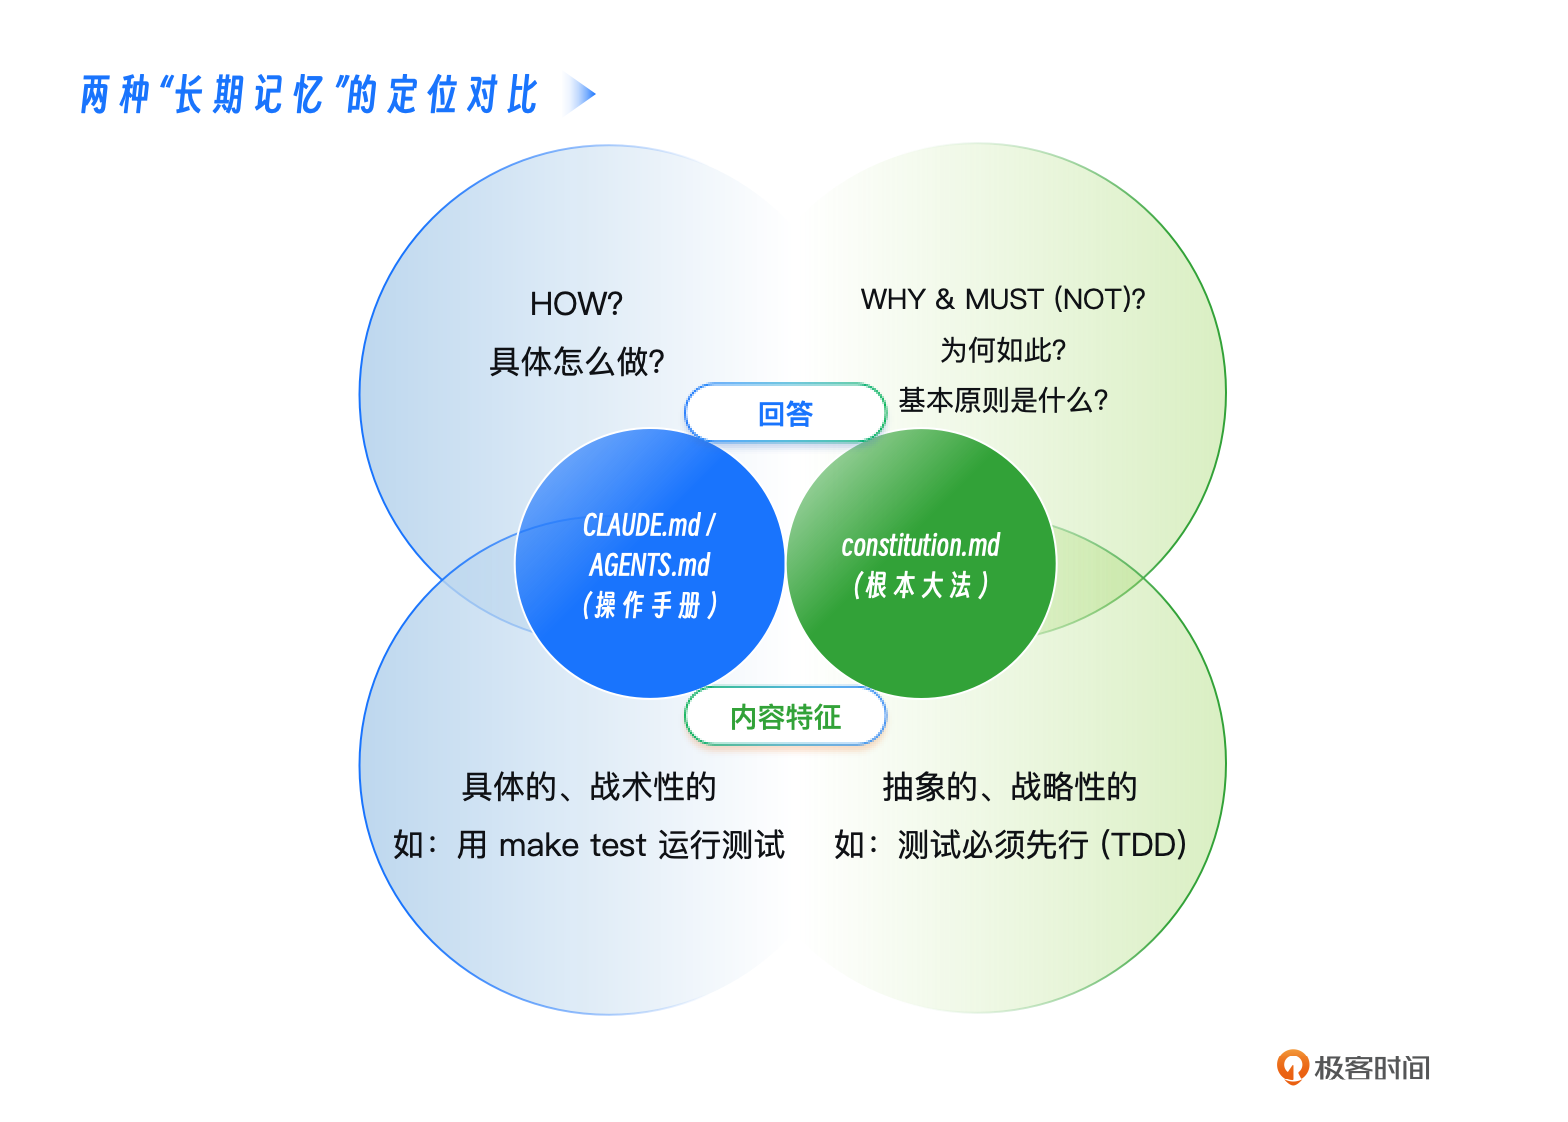 两种“长期记忆”的定位对比
HOW?
具体怎么做?
WHY & MUST (NOT)?
为何如此?
基本原则是什么?
回答
CLAUDE.md /
AGENTS.md
(操作手册)
constitution.md
(根本大法)
内容特征
具体的、战术性的
如：用 make test 运行测试
抽象的、战略性的
如：测试必须先行 (TDD)
极客时间